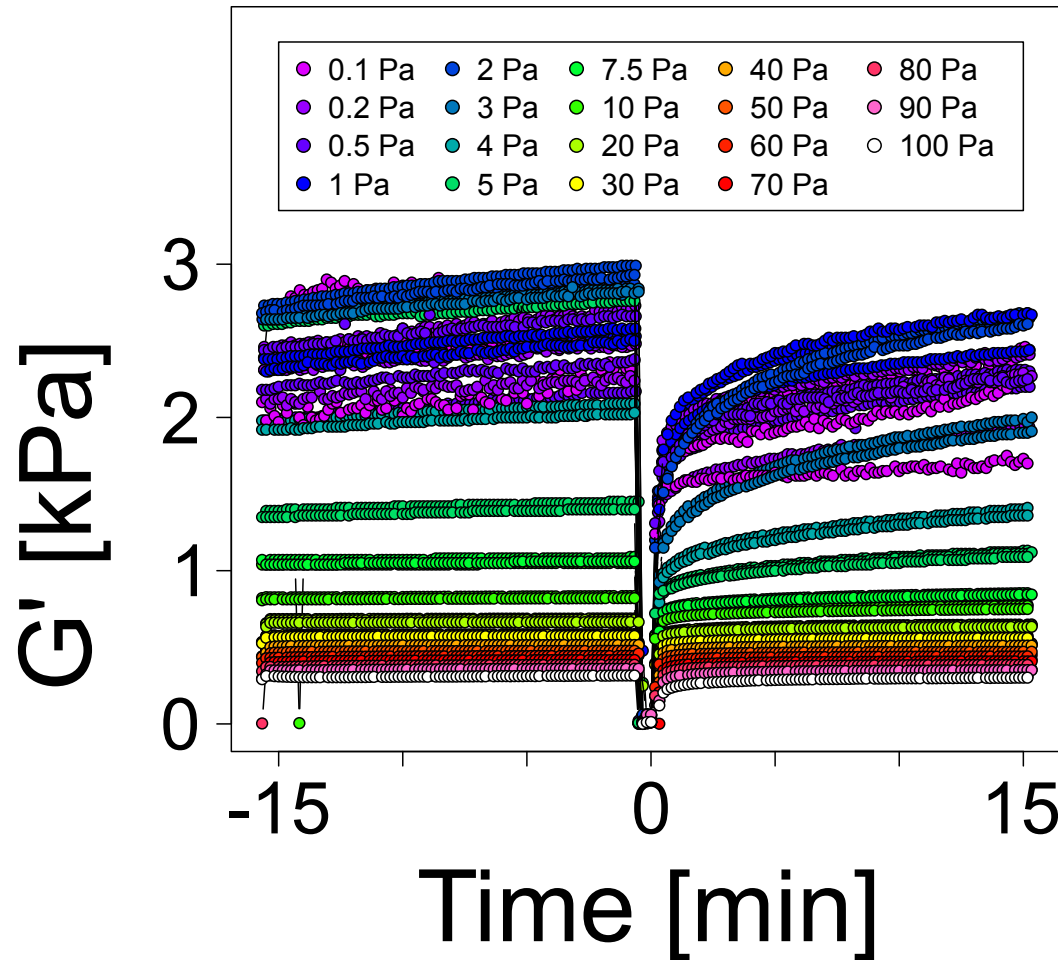 0.1 Pa 2 Pa 7.5 Pa 40 Pa 80 Pa
0.2 Pa 3 Pa 10 Pa 50 Pa 90 Pa
0.5 Pa 4 Pa 20 Pa 60 Pa 100 Pa
1 Pa 5 Pa 30 Pa 70 Pa
3
2
1
0
G' [kPa]
-15 0 15
Time [min]